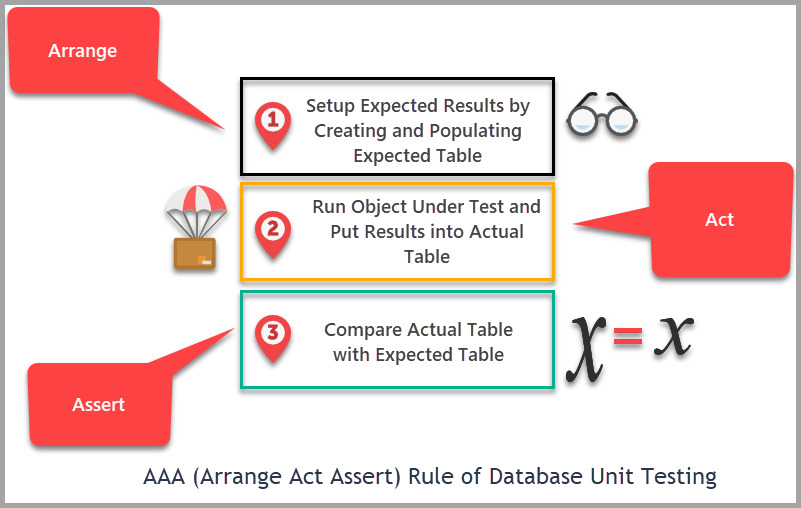 Arrange
1
Setup Expected Results by
Creating and Populating
Expected Table
2
Run Object Under Test and
Put Results into Actual
Table
Act
3
Compare Actual Table
with Expected Table
χ = x
Assert
AAA (Arrange Act Assert) Rule of Database Unit Testing